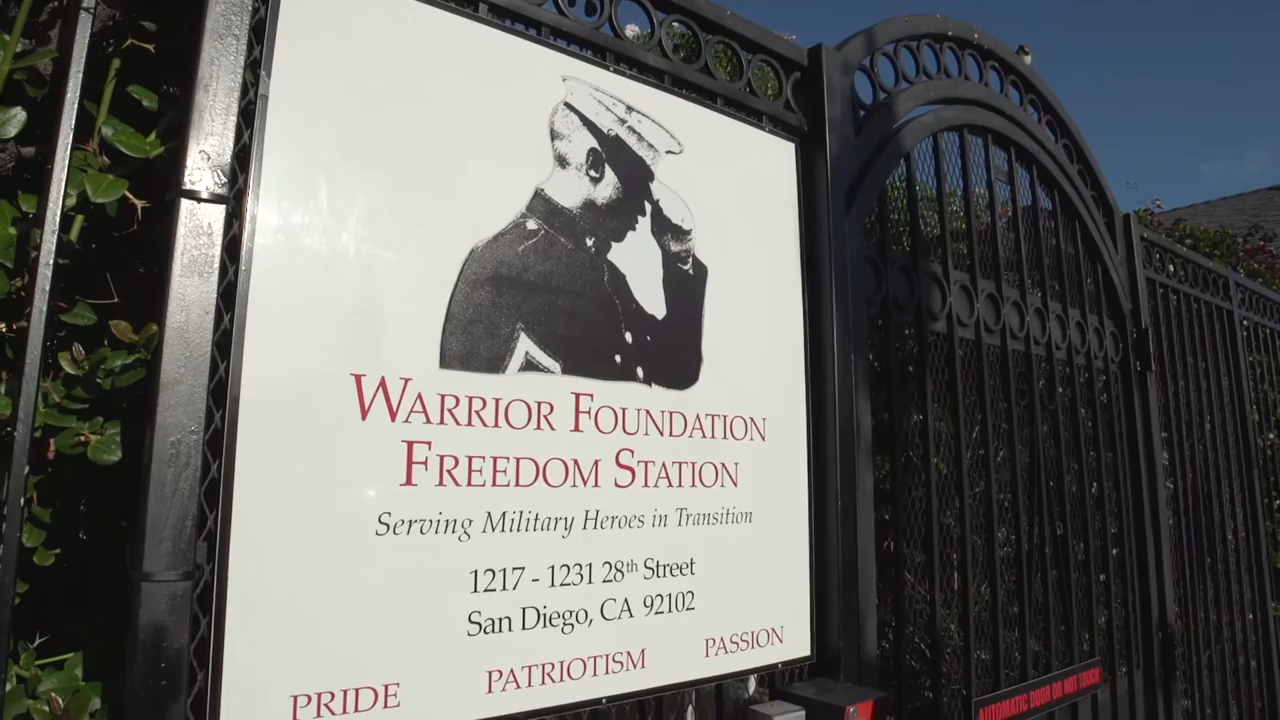 WARRIOR FOUNDATION
FREEDOM STATION
Serving Military Heroes in Transition
1217 - 1231 28th Street
San Diego, CA 92102
PRIDE PATRIOTISM PASSION
AUTOMATIC DOOR DO NOT TOUCH